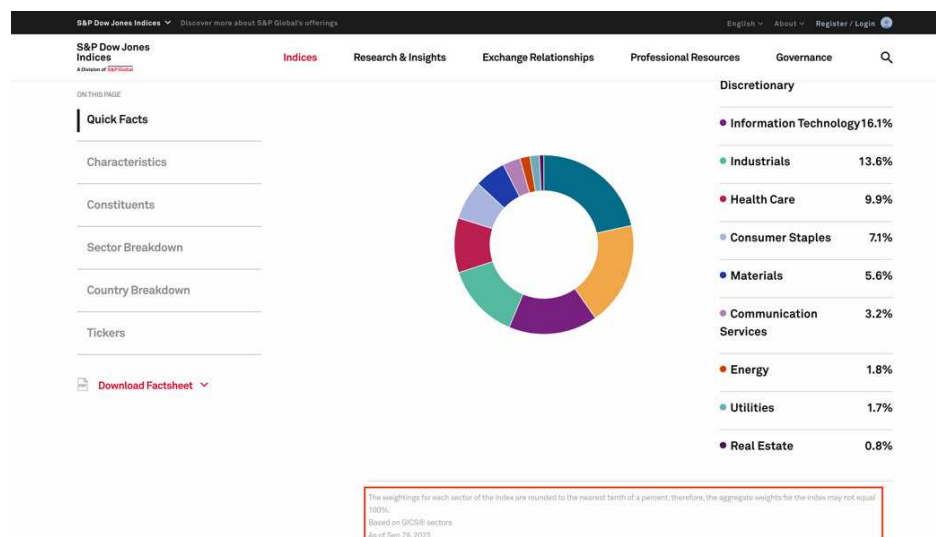 S&P Dow Jones Indices Discover more about S&P Global's offerings English About Register / Login
S&P Dow Jones
Indices
A Division of S&P Global
Indices Research & Insights Exchange Relationships Professional Resources Governance
ON THIS PAGE
Quick Facts
Characteristics
Constituents
Sector Breakdown
Country Breakdown
Tickers
Download Factsheet
Discretionary
Information Technology 16.1%
Industrials 13.6%
Health Care 9.9%
Consumer Staples 7.1%
Materials 5.6%
Communication 3.2%
Services
Energy 1.8%
Utilities 1.7%
Real Estate 0.8%
The weightings for each sector of the index are rounded to the nearest tenth of a percent; therefore, the aggregate weights for the index may not equal
100%.
Based on GICS® sectors
As of Sep 29, 2023